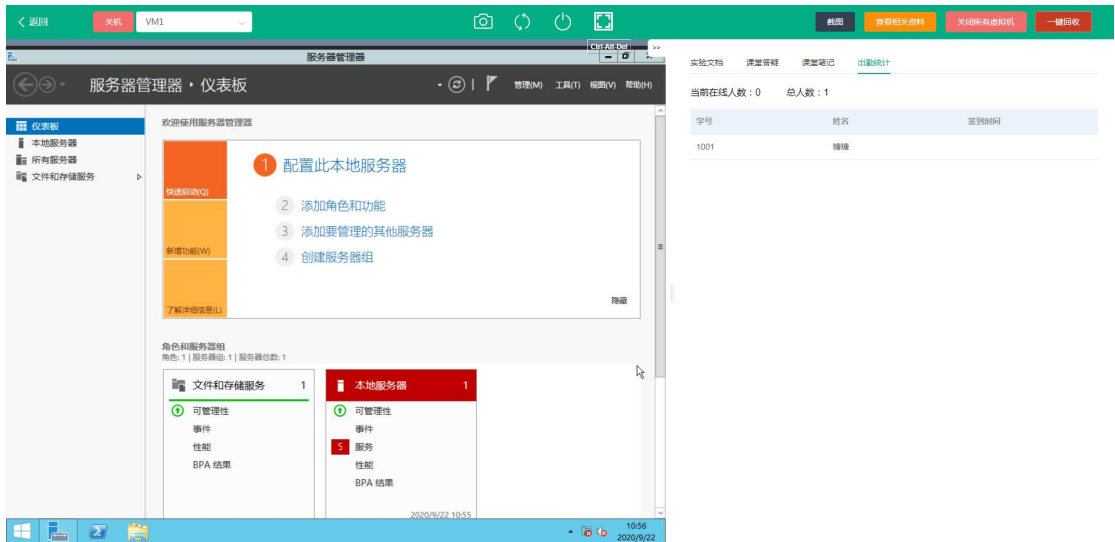 返回 关机 VM1 截图 查看相关资料 关闭所有虚拟机 一键回收
Ctrl-Alt-Del >>
服务器管理器
服务器管理器 · 仪表板 管理(M) 工具(T) 视图(V) 帮助(H)
仪表板
本地服务器
所有服务器
文件和存储服务
欢迎使用服务器管理器
快速启动(Q)
新增功能(W)
了解详细信息(L)
1 配置此本地服务器
2 添加角色和功能
3 添加要管理的其他服务器
4 创建服务器组
隐藏
角色和服务器组
角色: 1 | 服务器组: 1 | 服务器总数: 1
文件和存储服务 1
可管理性
事件
性能
BPA 结果
本地服务器 1
可管理性
事件
5 服务
性能
BPA 结果
2020/9/22 10:55
10:56
2020/9/22
实验文档 课堂答疑 课堂笔记 出勤统计
当前在线人数：0 总人数：1
学号 姓名 签到时间
1001